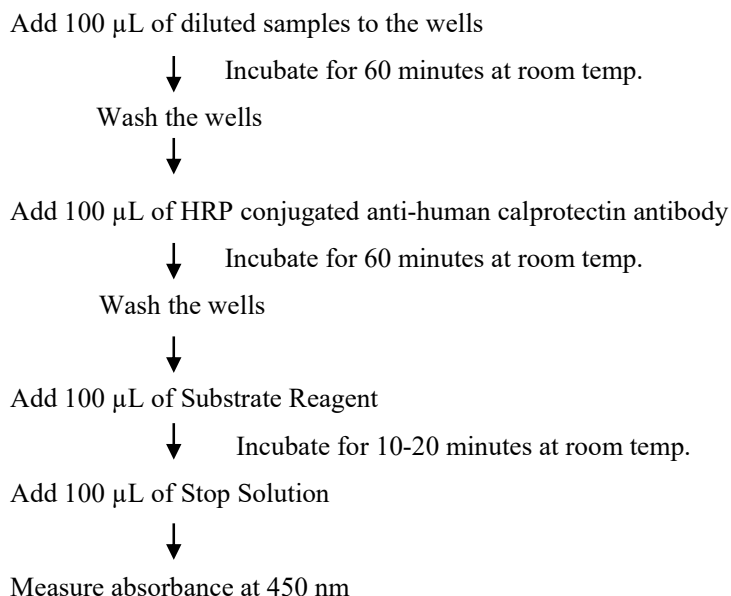 Add 100 µL of diluted samples to the wells
Incubate for 60 minutes at room temp.
Wash the wells
Add 100 µL of HRP conjugated anti-human calprotectin antibody
Incubate for 60 minutes at room temp.
Wash the wells
Add 100 µL of Substrate Reagent
Incubate for 10-20 minutes at room temp.
Add 100 µL of Stop Solution
Measure absorbance at 450 nm